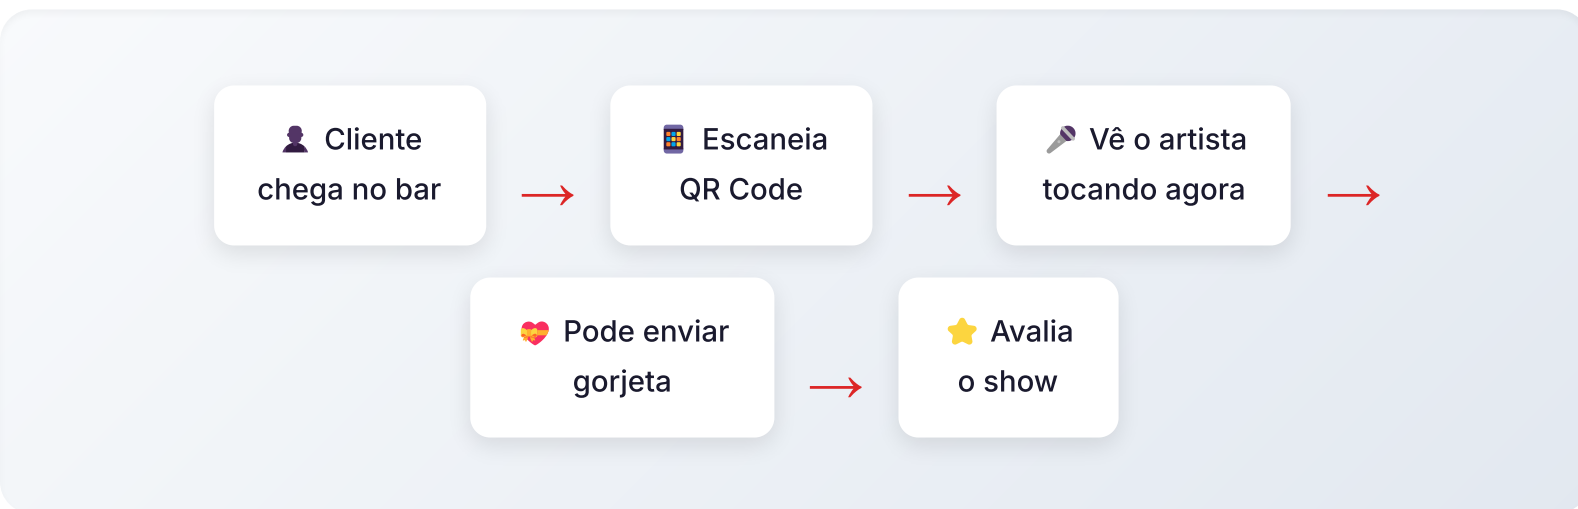 👤 Cliente
chega no bar
→
📱 Escaneia
QR Code
→
🎤 Vê o artista
tocando agora
→
💝 Pode enviar
gorjeta
→
⭐ Avalia
o show